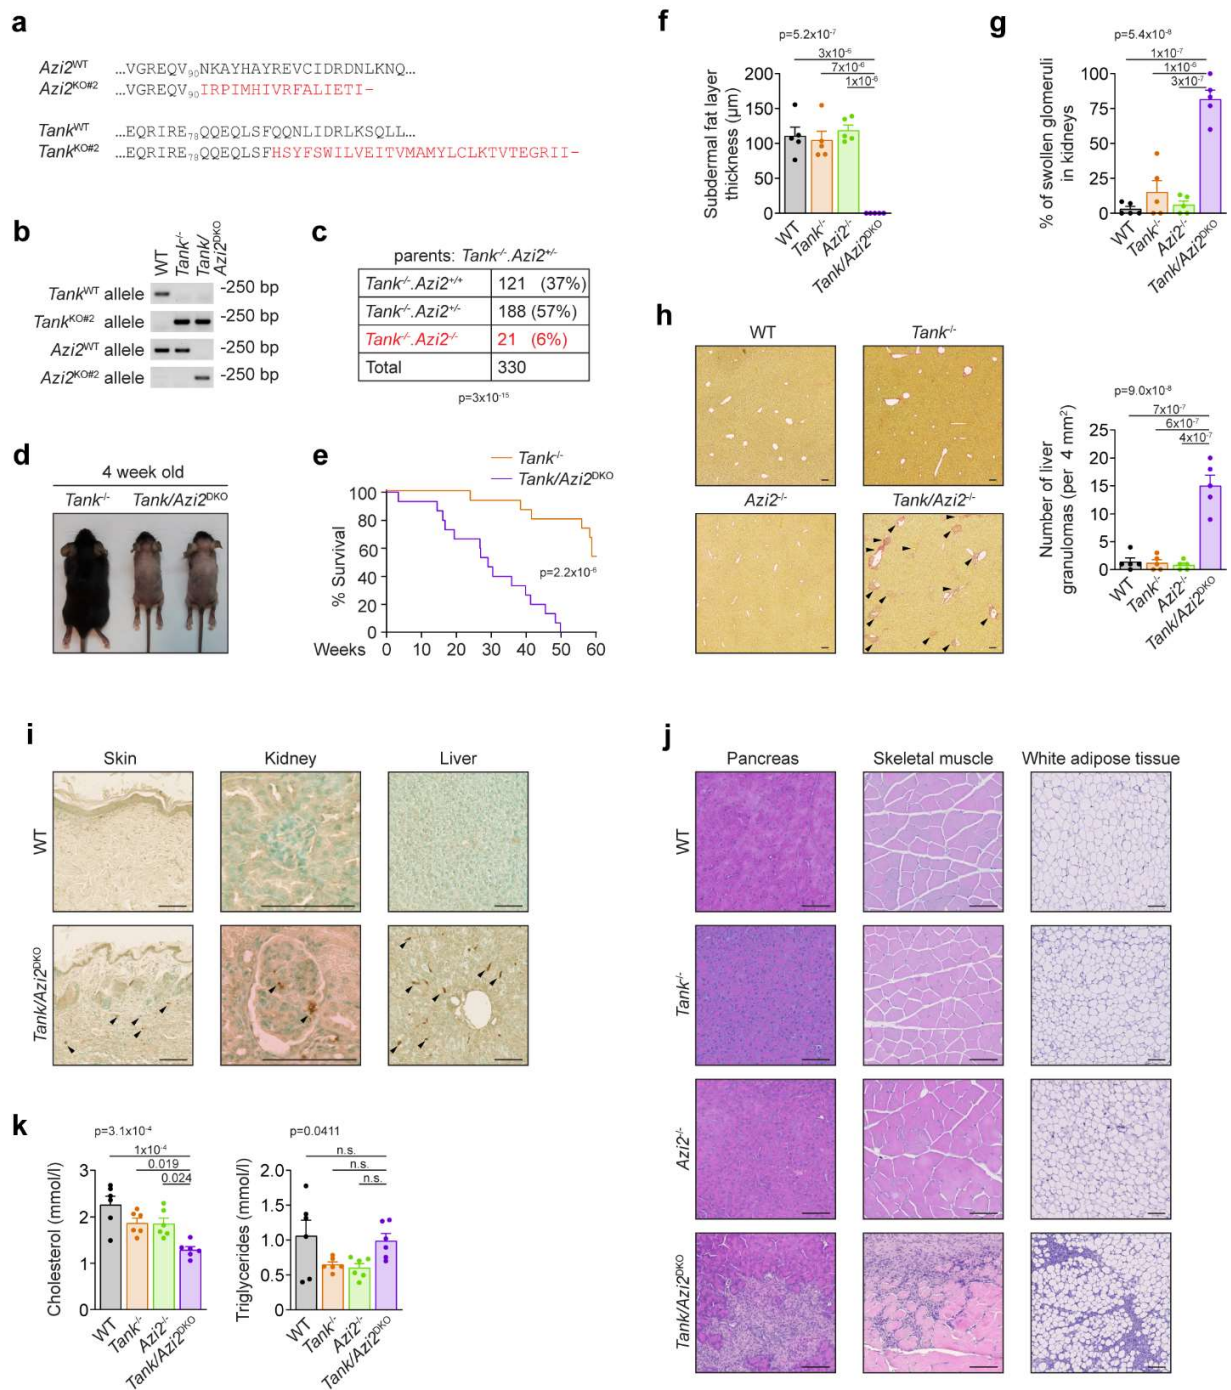 a
Azi2WT ...VGREQV90NKAYHAYREVCIDRDNLKNQ...
Azi2KO#2 ...VGREQV90IRPIMHIVRFALIETI–
TankWT ...EQRIRE78QQEQLSFQQNLIDRLKSQLL...
TankKO#2 ...EQRIRE78QQEQLSFHSYFSWILVEITVMAMYLCLKTVTEGRII–
b
WT
Tank-/-
Tank/Azi2DKO
TankWT allele -250 bp
TankKO#2 allele -250 bp
Azi2WT allele -250 bp
Azi2KO#2 allele -250 bp
c
parents: Tank-/-.Azi2+/-
Tank-/-.Azi2+/+ 121 (37%)
Tank-/-.Azi2+/- 188 (57%)
Tank-/-.Azi2-/- 21 (6%)
Total 330
p=3x10-15
d
4 week old
Tank-/- Tank/Azi2DKO
e
Tank-/-
Tank/Azi2DKO
% Survival
100
80
60
40
20
0
p=2.2x10-6
Weeks 0 10 20 30 40 50 60
f
p=5.2x10-7
3x10-6
7x10-6
1x10-6
Subdermal fat layer
thickness (µm)
200
150
100
50
0
WT
Tank-/-
Azi2-/-
Tank/Azi2DKO
g
p=5.4x10-8
1x10-7
1x10-6
3x10-7
% of swollen glomeruli
in kidneys
100
75
50
25
0
WT
Tank-/-
Azi2-/-
Tank/Azi2DKO
h
WT
Tank-/-
Azi2-/-
Tank/Azi2-/-
p=9.0x10-8
7x10-7
6x10-7
4x10-7
Number of liver
granulomas (per 4 mm2)
25
20
15
10
5
0
WT
Tank-/-
Azi2-/-
Tank/Azi2DKO
i
Skin Kidney Liver
WT
Tank/Azi2DKO
j
Pancreas Skeletal muscle White adipose tissue
WT
Tank-/-
Azi2-/-
Tank/Azi2DKO
k
p=3.1x10-4
1x10-4
0.019
0.024
Cholesterol (mmol/l)
3
2
1
0
WT
Tank-/-
Azi2-/-
Tank/Azi2DKO
p=0.0411
n.s.
n.s.
n.s.
Triglycerides (mmol/l)
2.0
1.5
1.0
0.5
0
WT
Tank-/-
Azi2-/-
Tank/Azi2DKO